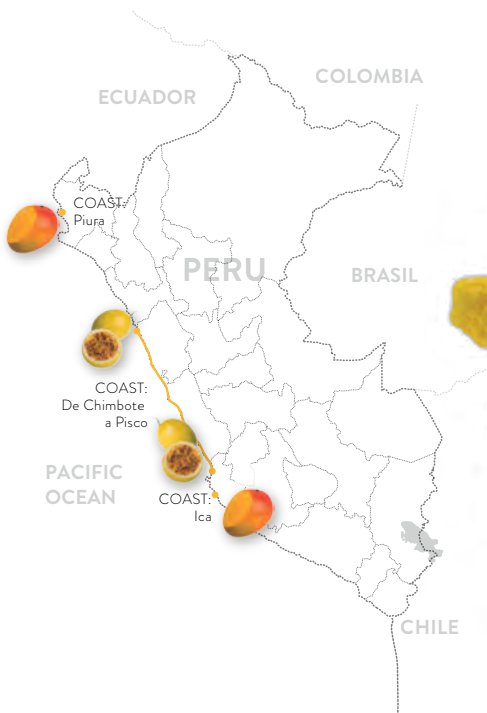 COLOMBIA
ECUADOR
COAST:
Piura
PERU
BRASIL
COAST:
De Chimbote
a Pisco
PACIFIC
OCEAN
COAST:
Ica
CHILE